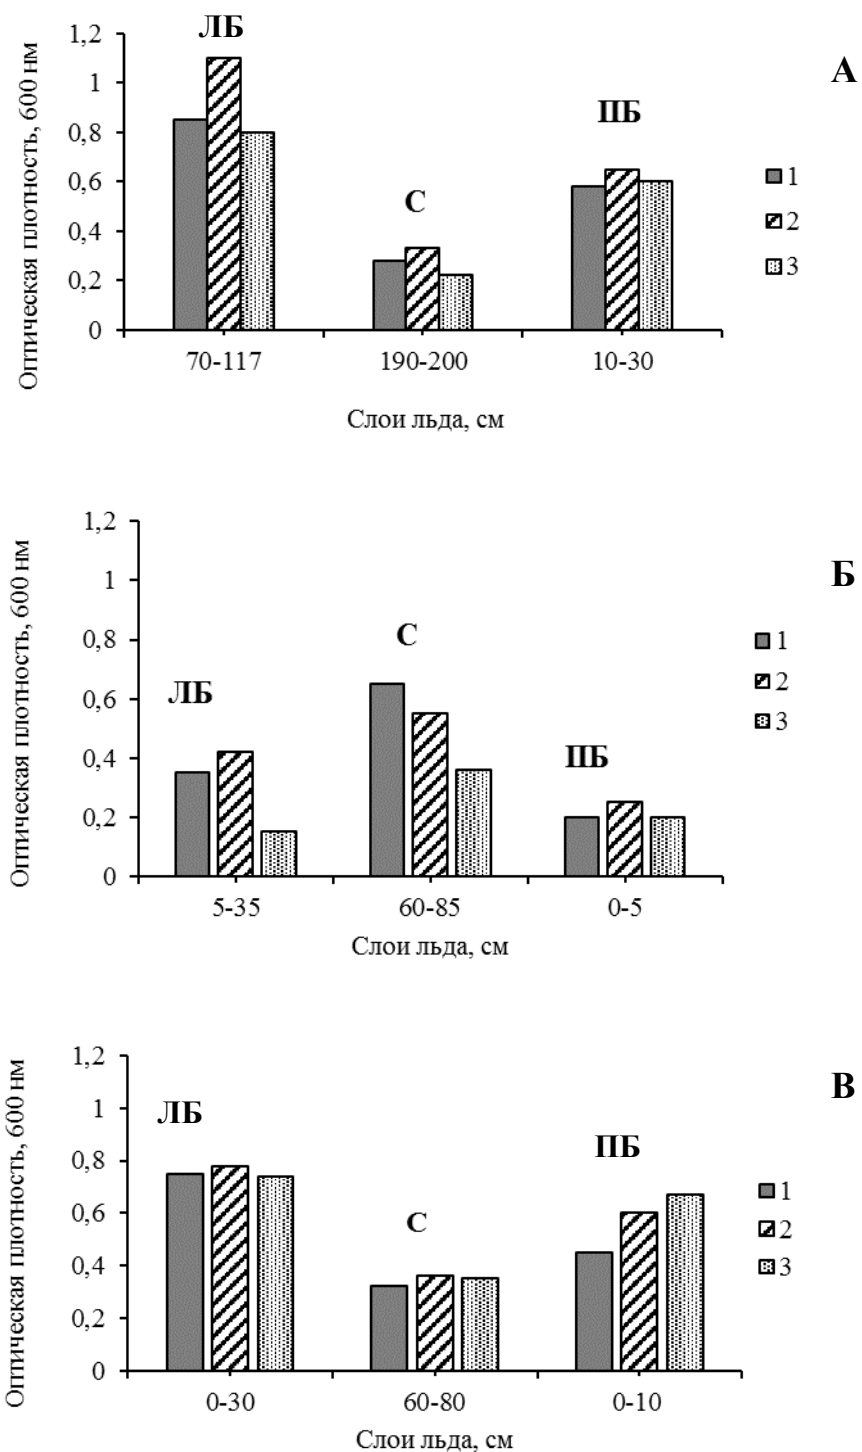 А
Оптическая плотность, 600 нм
1,2
1
0,8
0,6
0,4
0,2
0
ЛБ
С
ПБ
70-117
190-200
10-30
Слои льда, см
1
2
3
Б
Оптическая плотность, 600 нм
1,2
1
0,8
0,6
0,4
0,2
0
ЛБ
С
ПБ
5-35
60-85
0-5
Слои льда, см
1
2
3
В
Оптическая плотность, 600 нм
1,2
1
0,8
0,6
0,4
0,2
0
ЛБ
С
ПБ
0-30
60-80
0-10
Слои льда, см
1
2
3